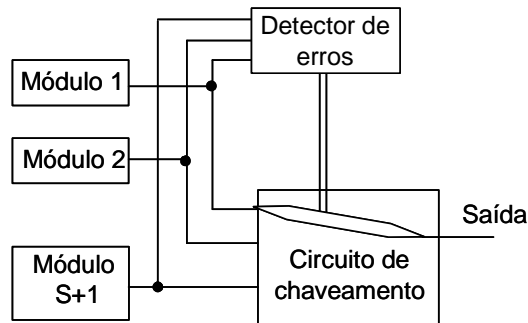 Detector de
erros
Módulo 1
Módulo 2
Módulo
S+1
Circuito de
chaveamento
Saída